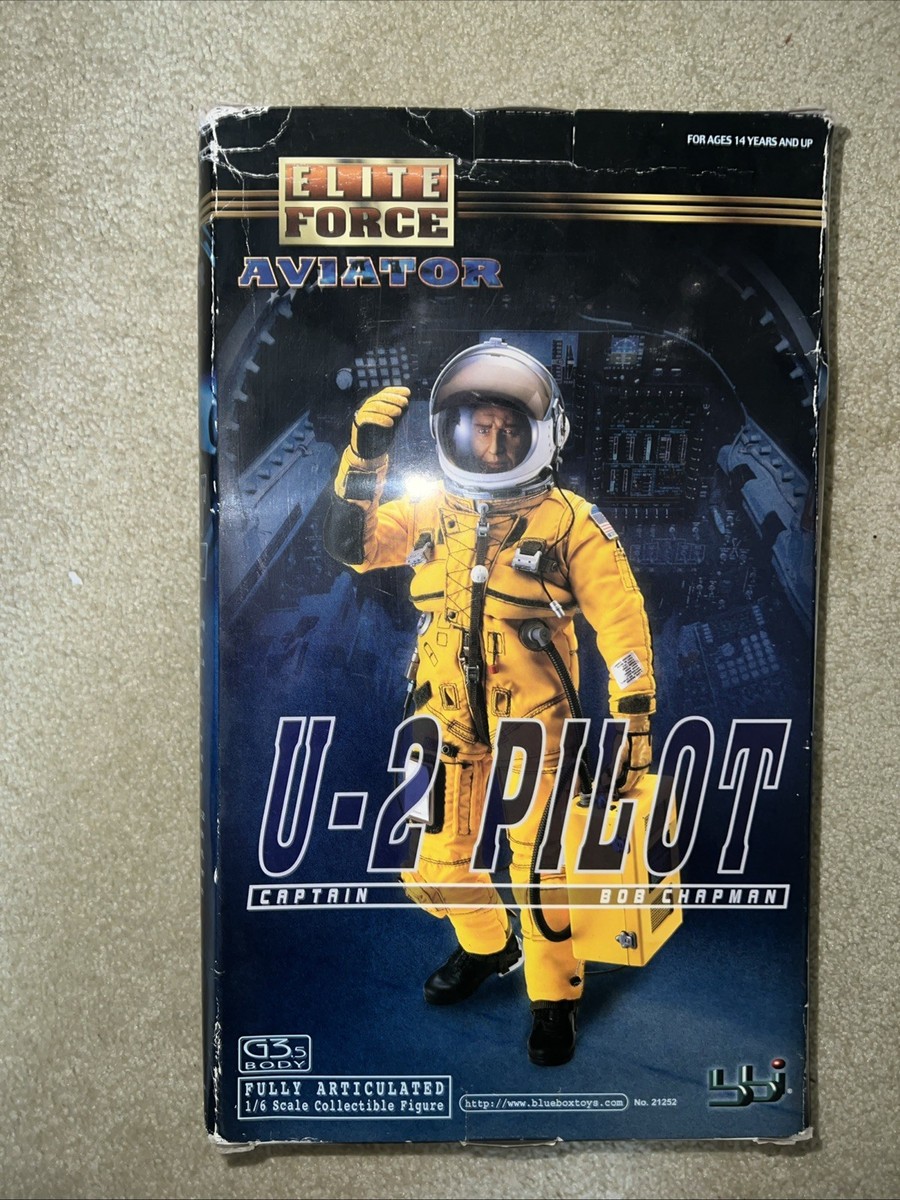 FOR AGES 14 YEARS AND UP
ELITE
FORCE
AVIATOR
U-2 PILOT
CAPTAIN BOB CHAPMAN
G3.5
BODY
FULLY ARTICULATED
1/6 Scale Collectible Figure
http://www.blueboxtoys.com
No. 21252
bbi